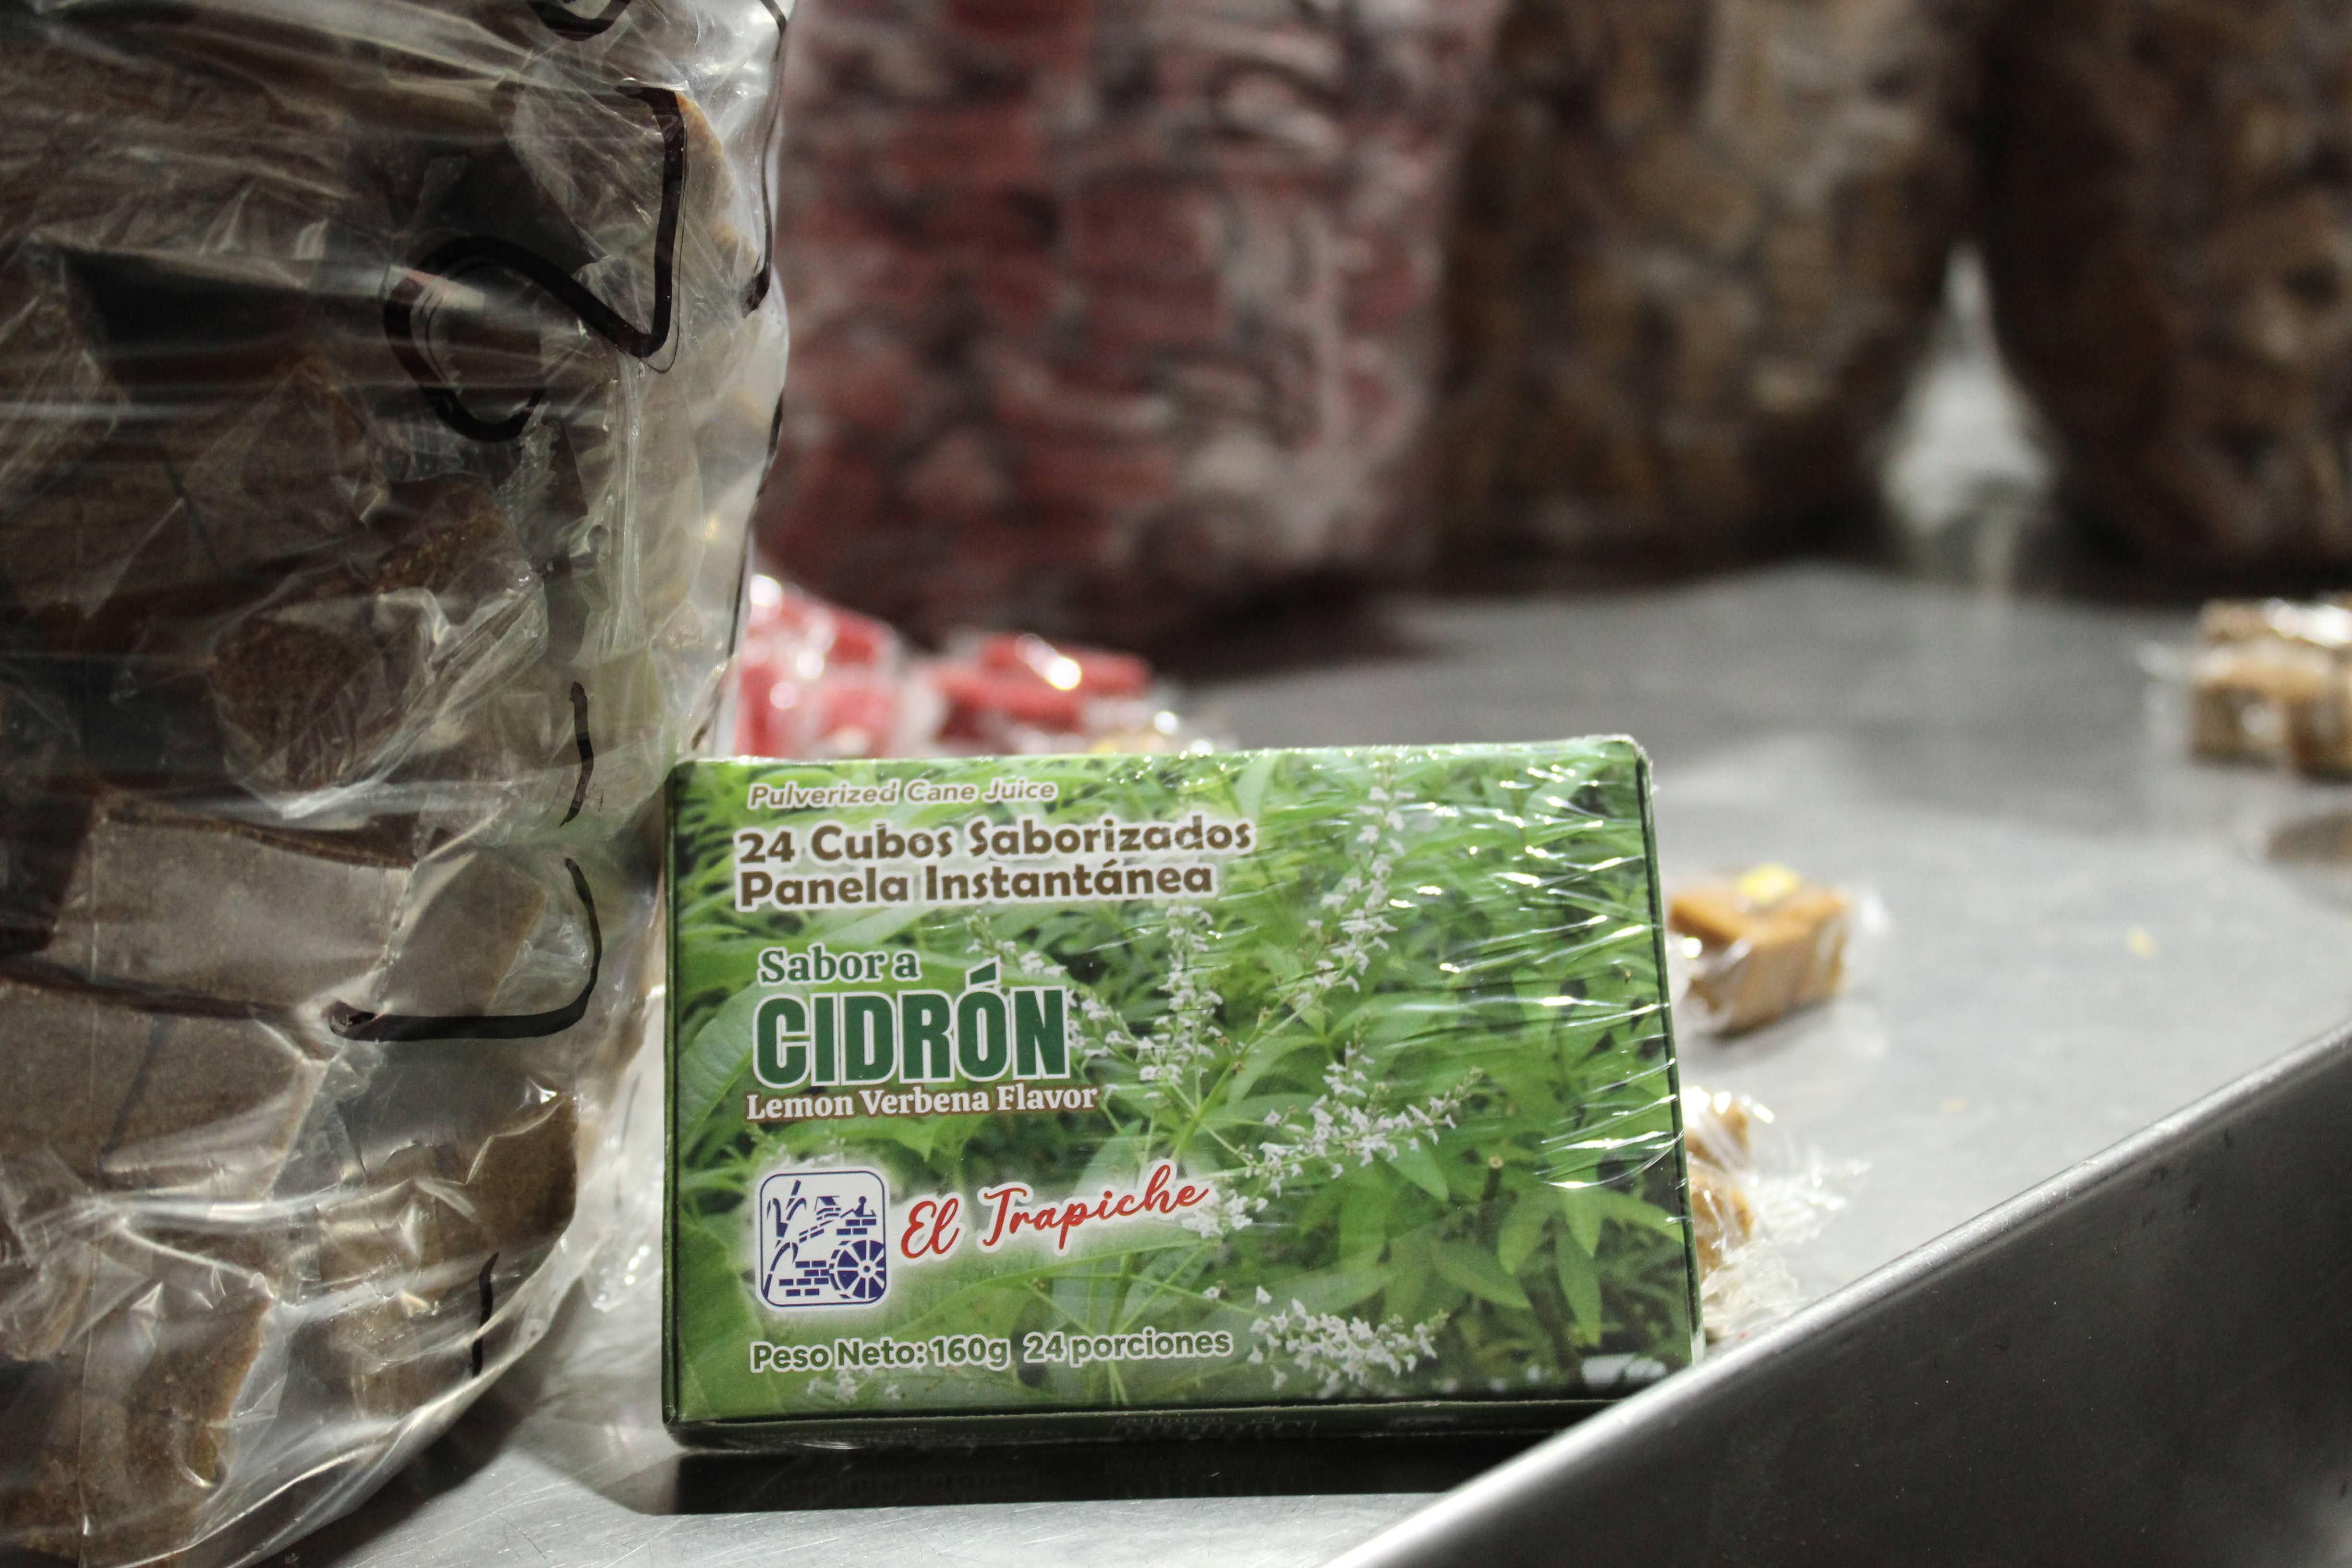 Pulverized Cane Juice
24 Cubos Saborizados
Panela Instantánea
Sabor a
CIDRÓN
Lemon Verbena Flavor
El Trapiche
Peso Neto: 160g 24 porciones